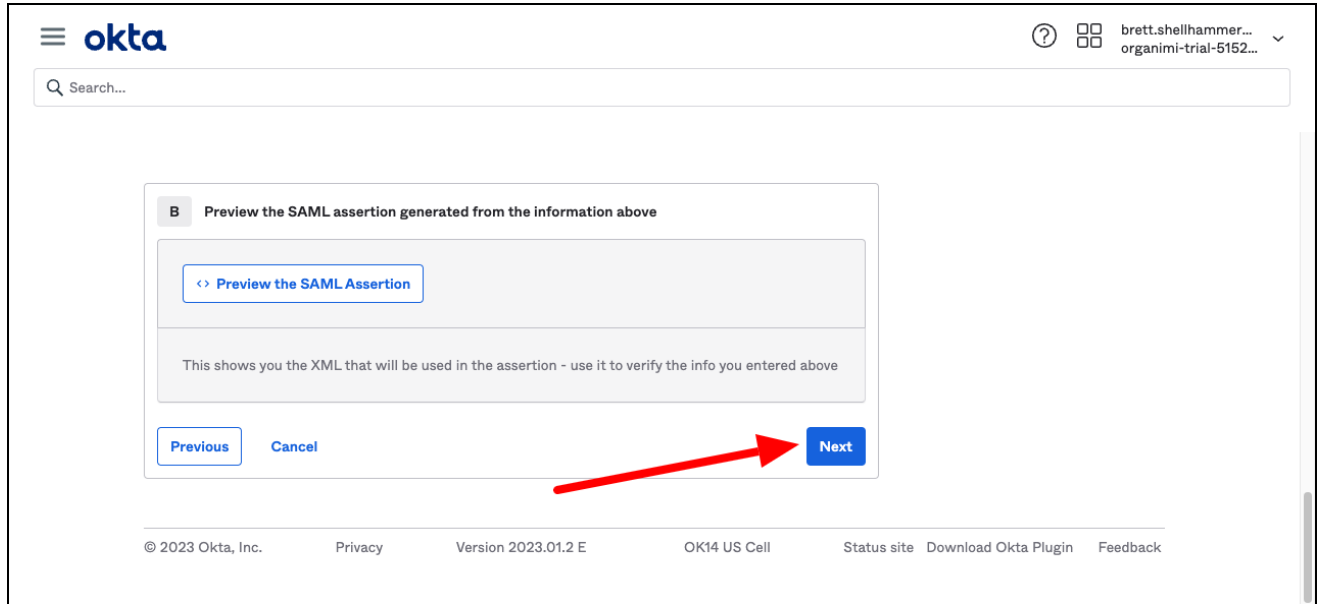 okta
brett.shellhammer...
organimi-trial-5152...
Search...
B Preview the SAML assertion generated from the information above
<> Preview the SAML Assertion
This shows you the XML that will be used in the assertion - use it to verify the info you entered above
Previous Cancel Next
© 2023 Okta, Inc. Privacy Version 2023.01.2 E OK14 US Cell Status site Download Okta Plugin Feedback